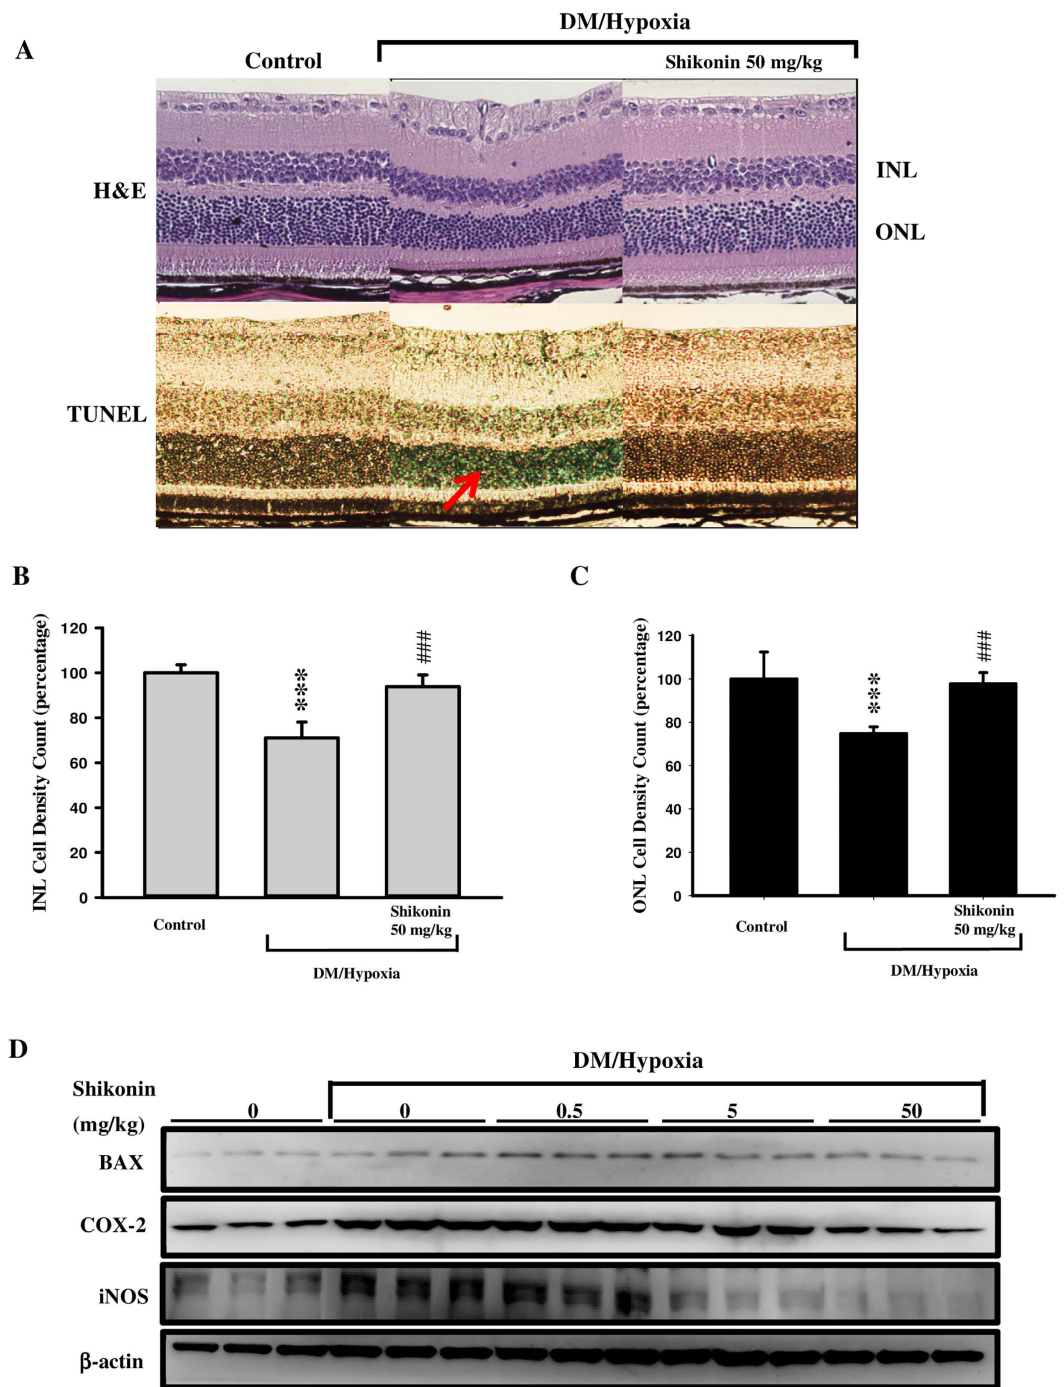 DM/Hypoxia
A
Control
Shikonin 50 mg/kg
H&E
INL
ONL
TUNEL
B
INL Cell Density Count (percentage)
120
100
80
60
40
20
0
***
###
Control
Shikonin
50 mg/kg
DM/Hypoxia
C
ONL Cell Density Count (percentage)
120
100
80
60
40
20
0
***
###
Control
Shikonin
50 mg/kg
DM/Hypoxia
D
DM/Hypoxia
Shikonin
(mg/kg)
0 0 0.5 5 50
BAX
COX-2
iNOS
β-actin